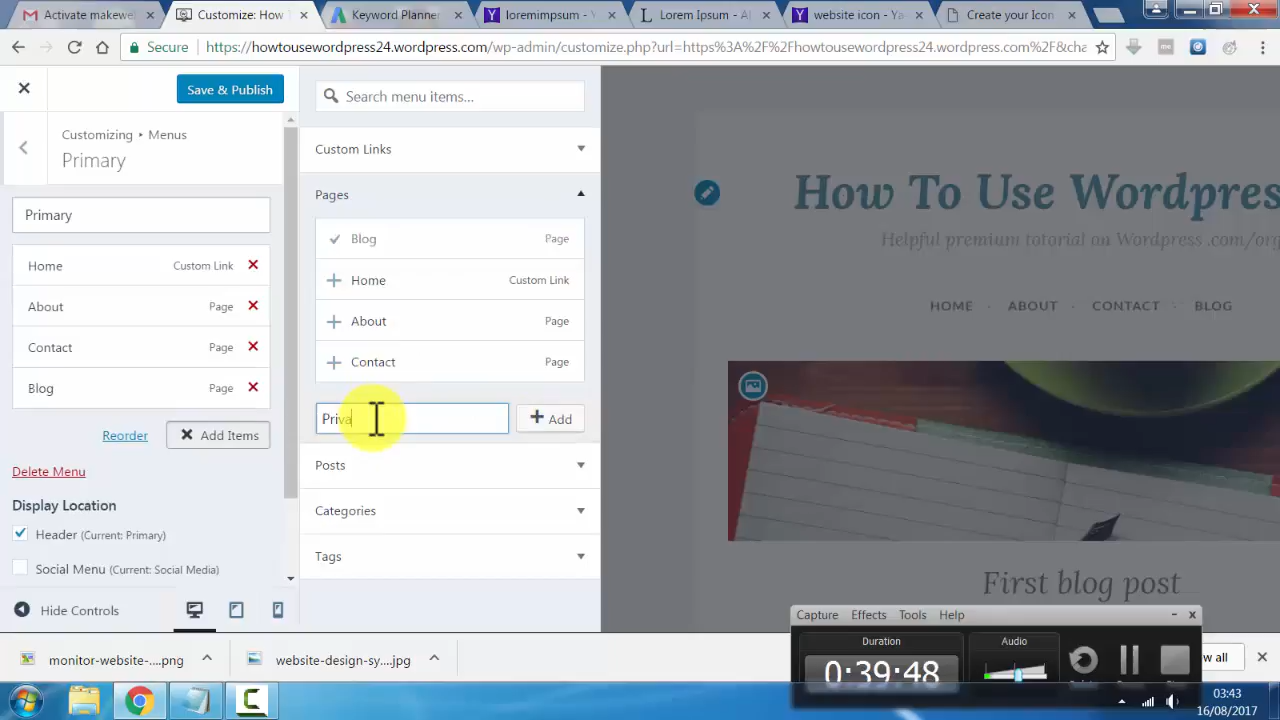 Activate makewel
Customize: How T
Keyword Planner
lorem ipsum - Y
Lorem Ipsum - Al
website icon - Ya
Create your Icon
Secure
https://howtousewordpress24.wordpress.com/wp-admin/customize.php?url=https%3A%2F%2Fhowtousewordpress24.wordpress.com%2F&cha
Save & Publish
Search menu items...
Customizing • Menus
Primary
Custom Links
Pages
Primary
Blog Page
Home Custom Link
Home Custom Link
About Page
About Page
Contact Page
Contact Page
Blog Page
Priva
Add
Reorder
Add Items
Posts
Delete Menu
Categories
Display Location
Header (Current: Primary)
Tags
Social Menu (Current: Social Media)
Hide Controls
How To Use Wordpres
Helpful premium tutorial on Wordpress .com/org
HOME · ABOUT · CONTACT · BLOG
First blog post
Capture Effects Tools Help
Duration
Audio
0:39:48
monitor-website-....png
website-design-sy....jpg
w all
03:43
16/08/2017